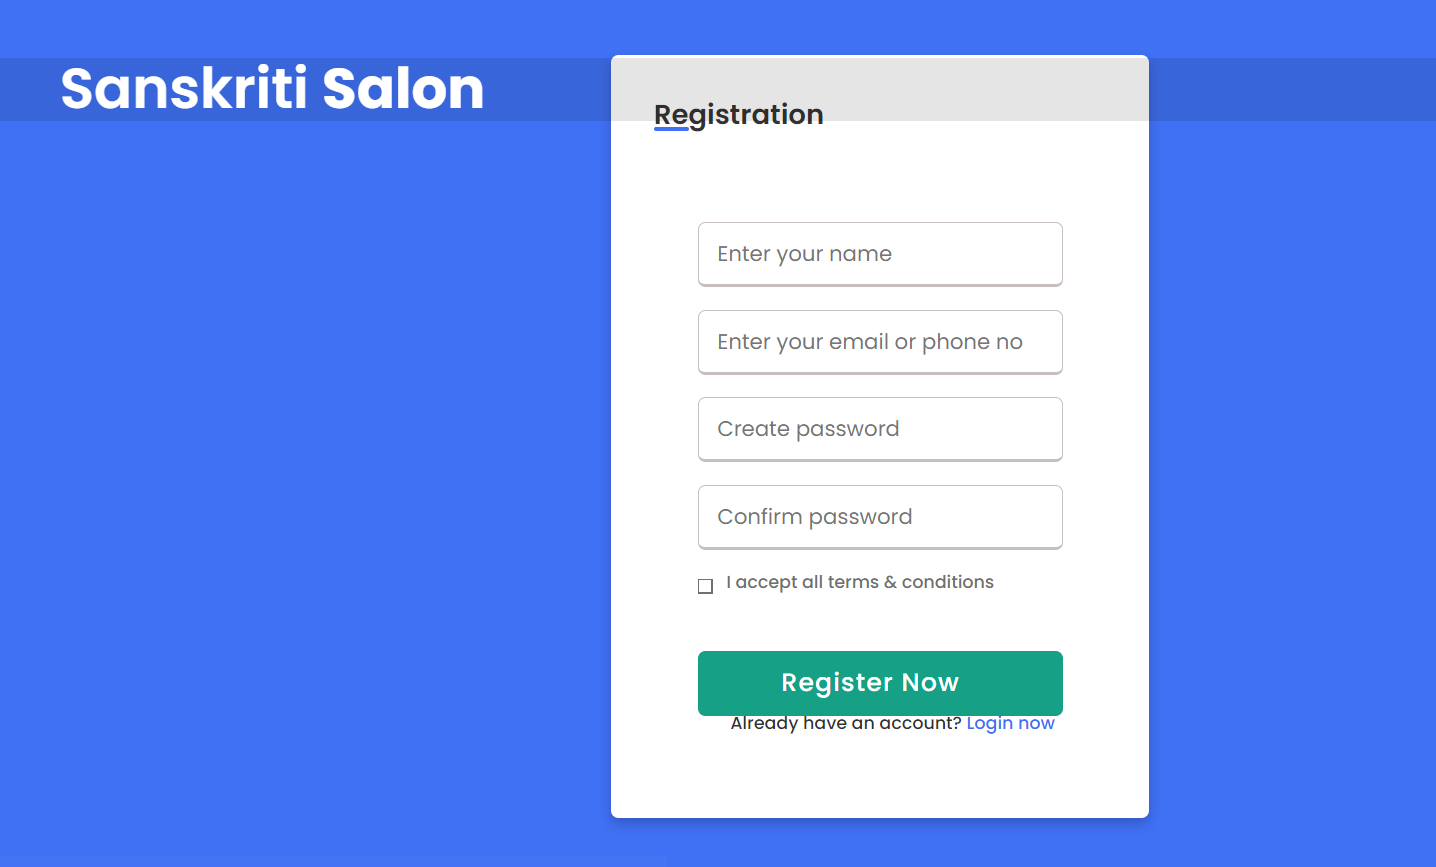 Sanskriti Salon
Registration
Enter your name
Enter your email or phone no
Create password
Confirm password
I accept all terms & conditions
Register Now
Already have an account? Login now